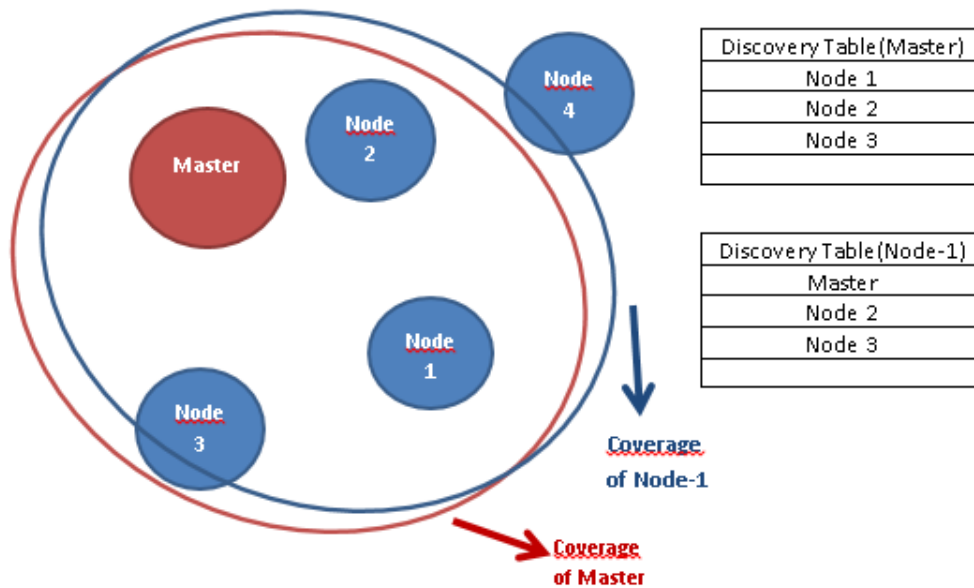 Master
Node
2
Node
4
Node
1
Node
3
Coverage
of Node-1
Coverage
of Master
Discovery Table(Master)
Node 1
Node 2
Node 3
Discovery Table(Node-1)
Master
Node 2
Node 3